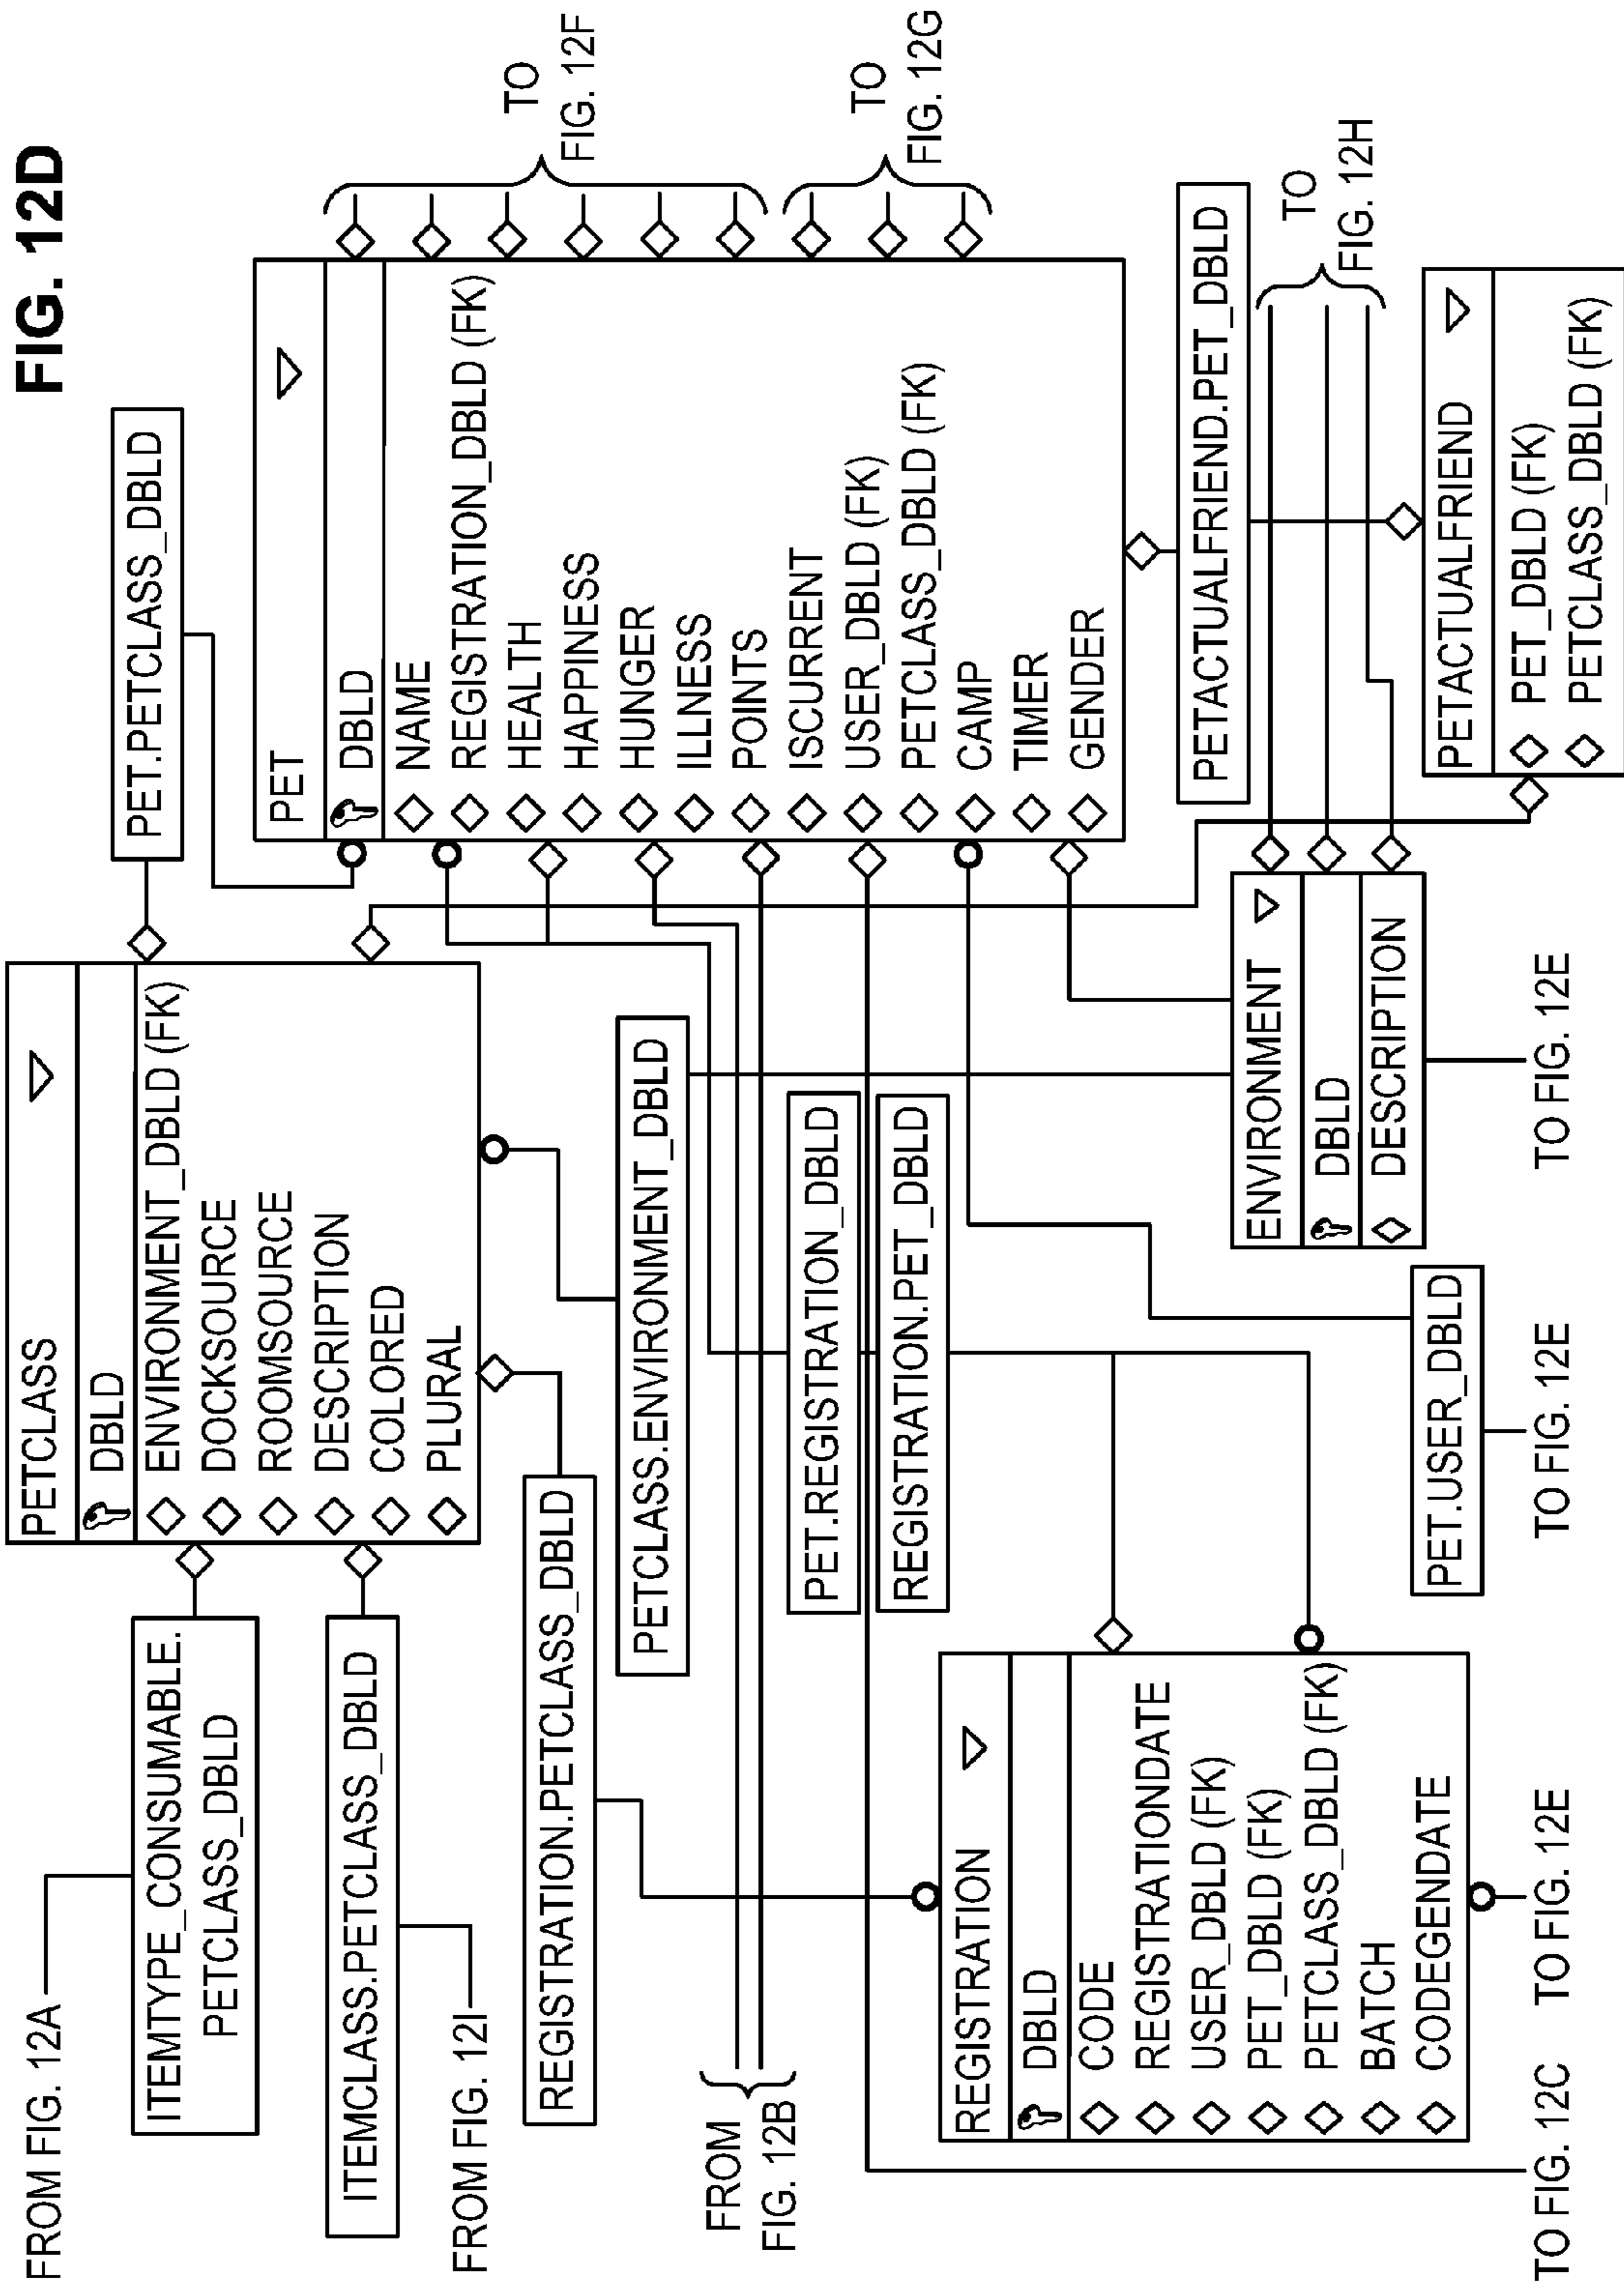 FIG. 12D
FROM FIG. 12A
ITEMTYPE_CONSUMABLE.
PETCLASS_DBLD
ITEMCLASS.PETCLASS_DBLD
FROM FIG. 12I
PETCLASS
DBLD
ENVIRONMENT_DBLD (FK)
DOCKSOURCE
ROOMSOURCE
DESCRIPTION
COLORED
PLURAL
PET.PETCLASS_DBLD
REGISTRATION.PETCLASS_DBLD
PETCLASS.ENVIRONMENT_DBLD
FROM
FIG. 12B
PET
DBLD
NAME
REGISTRATION_DBLD (FK)
HEALTH
HAPPINESS
HUNGER
ILLNESS
POINTS
ISCURRENT
USER_DBLD (FK)
PETCLASS_DBLD (FK)
CAMP
TIMER
GENDER
TO
FIG. 12F
TO
FIG. 12G
PET.REGISTRATION_DBLD
REGISTRATION.PET_DBLD
REGISTRATION
DBLD
CODE
REGISTRATIONDATE
USER_DBLD (FK)
PET_DBLD (FK)
PETCLASS_DBLD (FK)
BATCH
CODEGENDATE
PETACTUALFRIEND.PET_DBLD
ENVIRONMENT
DBLD
DESCRIPTION
TO
FIG. 12H
PET.USER_DBLD
PETACTUALFRIEND
PET_DBLD (FK)
PETCLASS_DBLD (FK)
TO FIG. 12C
TO FIG. 12E
TO FIG. 12E
TO FIG. 12E